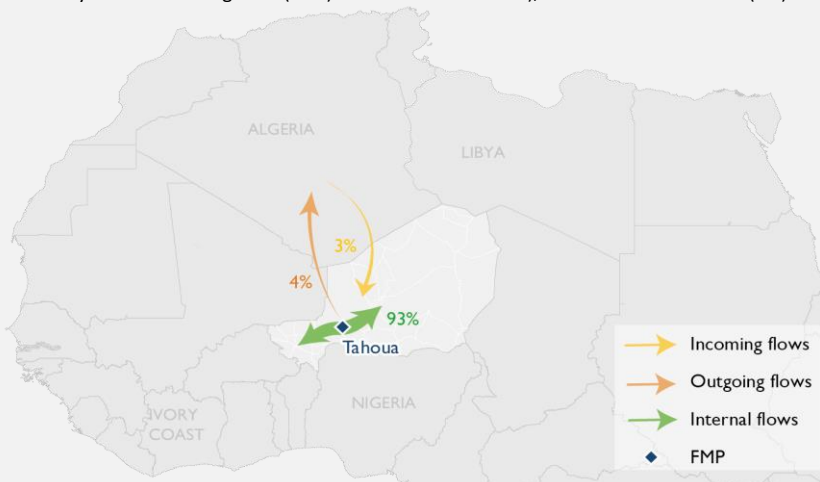 ALGERIA
LIBYA
3%
4%
93%
Tahoua
Incoming flows
Outgoing flows
Internal flows
FMP
NIGERIA
IVORY
COAST